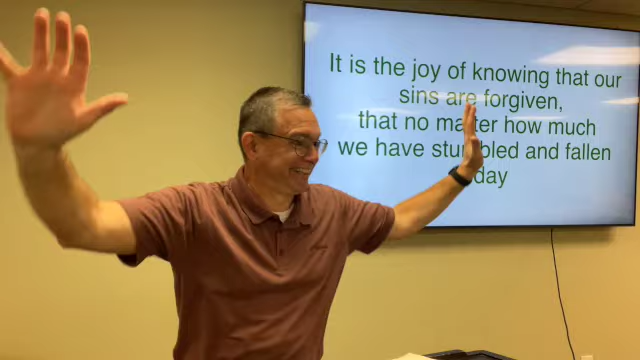 It is the joy of knowing that our
sins are forgiven,
that no matter how much
we have stumbled and fallen
day